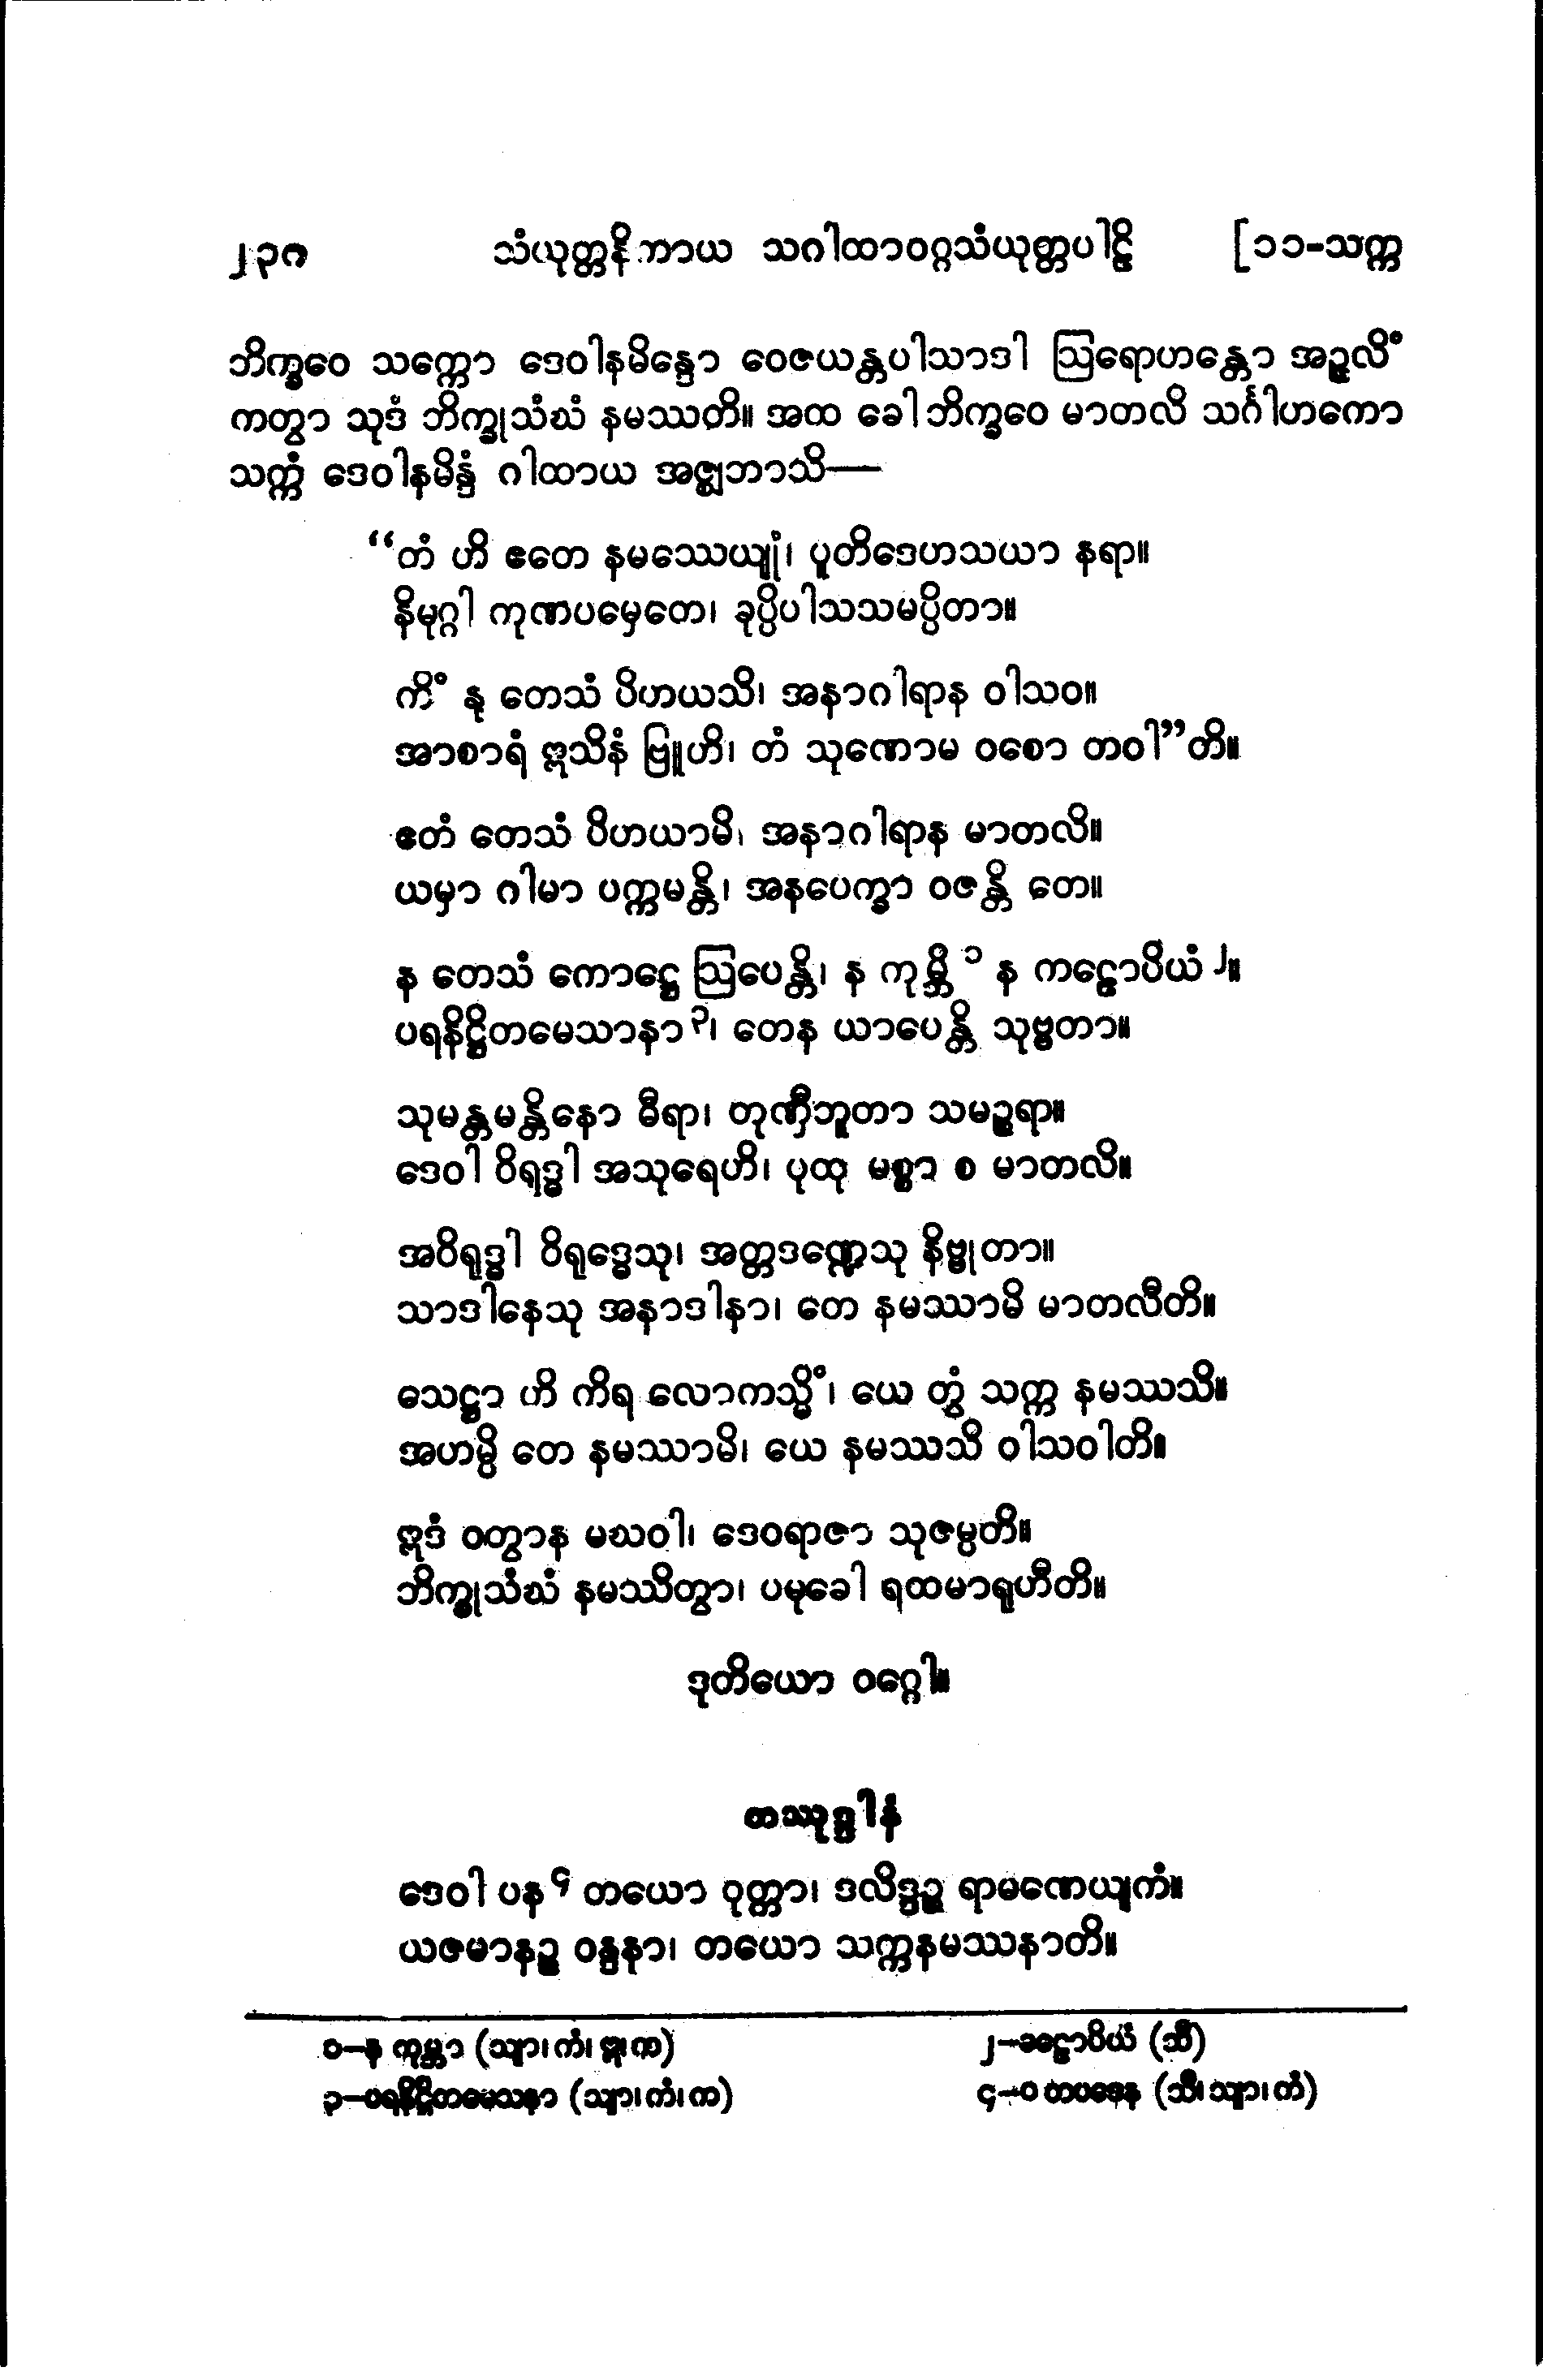 ၂၃၈ သံယုတ္တနိကာယ သဂါထာဝဂ္ဂသံယုတ္တပါဠိ [၁၁-သက္က
ဘိက္ခဝေ သက္ကော ဒေဝါနမိန္ဒော ဝေဇယန္တပါသာဒါ ဩရောဟန္တော အဉ္ဇလိံ
ကတွာ သုဒံ ဘိက္ခုသံဃံ နမဿတိ။ အထ ခေါ ဘိက္ခဝေ မာတလိ သင်္ဂါဟကော
သက္ကံ ဒေဝါနမိန္ဒံ ဂါထာယ အဇ္ဈဘာသိ—
“တံ ဟိ ဧတေ နမဿေယျုံ၊ ပူတိဒေဟသယာ နရာ။
နိမုဂ္ဂါ ကုဏပမှေတေ၊ ခုပ္ပိပါသသမပ္ပိတာ။
ကိံ နု တေသံ ပိဟယသိ၊ အနာဂါရာန ဝါသဝ။
အာစာရံ ဣသိနံ ဗြူဟိ၊ တံ သုဏောမ ဝစော တဝါ”တိ။
ဧတံ တေသံ ပိဟယာမိ၊ အနာဂါရာန မာတလိ။
ယမှာ ဂါမာ ပက္ကမန္တိ၊ အနပေက္ခာ ဝဇန္တိ တေ။
န တေသံ ကောဋ္ဌေ ဩပေန္တိ၊ န ကုမ္ဘိ ၁ န ကဠောပိယံ ၂။
ပရနိဋ္ဌိတမေသာနာ ၃၊ တေန ယာပေန္တိ သုဗ္ဗတာ။
သုမန္တမန္တိနော ဓီရာ၊ တုဏှီဘူတာ သမဉ္စရာ။
ဒေဝါ ဝိရုဒ္ဓါ အသုရေဟိ၊ ပုထု မစ္စာ စ မာတလိ။
အဝိရုဒ္ဓါ ဝိရုဒ္ဓေသု၊ အတ္တဒဏ္ဍေသု နိဗ္ဗုတာ။
သာဒါနေသု အနာဒါနာ၊ တေ နမဿာမိ မာတလီတိ။
သေဋ္ဌာ ဟိ ကိရ လောကသ္မိံ၊ ယေ တွံ သက္က နမဿသိ။
အဟမ္ပိ တေ နမဿာမိ၊ ယေ နမဿသိ ဝါသဝါတိ။
ဣဒံ ဝတွာန မဃဝါ၊ ဒေဝရာဇာ သုဇမ္ပတိ။
ဘိက္ခုသံဃံ နမဿိတွာ၊ ပမုခေါ ရထမာရုဟီတိ။
ဒုတိယော ဝဂ္ဂေါ။
တဿုဒ္ဒါနံ
ဒေဝါ ပန ၄ တယော ဝုတ္တာ၊ ဒလိဒ္ဒဉ္စ ရာမဏေယျကံ။
ယဇမာနဉ္စ ဝန္ဒနာ၊ တယော သက္ကနမဿနာတိ။
၁—န ကုမ္ဘာ (သျာ၊ ကံ၊ ဣ၊ က) ၂—ခဠောပိယံ (သီ)
၃—ပရနိဋ္ဌိတမေသနာ (သျာ၊ ကံ၊ က) ၄—ဝတပဒေန (သီ၊ သျာ၊ ကံ)